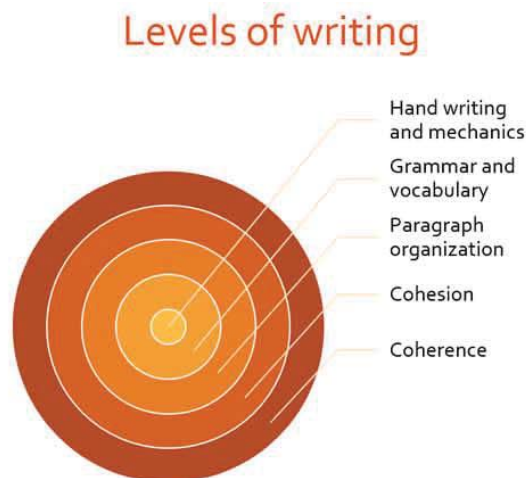 Levels of writing
Hand writing
and mechanics
Grammar and
vocabulary
Paragraph
organization
Cohesion
Coherence